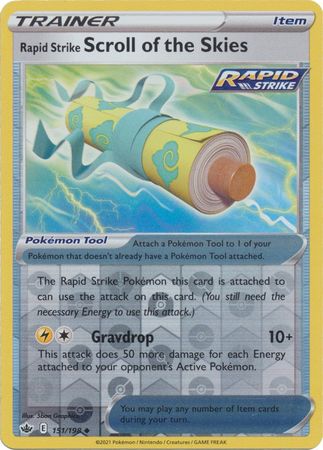 TRAINER Item
Rapid Strike Scroll of the Skies
RAPID STRIKE
Pokémon Tool Attach a Pokémon Tool to 1 of your
Pokémon that doesn't already have a Pokémon Tool attached.
The Rapid Strike Pokémon this card is attached to
can use the attack on this card. (You still need the
necessary Energy to use this attack.)
Gravdrop 10+
This attack does 50 more damage for each Energy
attached to your opponent's Active Pokémon.
Illus. 5ban Graphics
E 151/198
You may play any number of Item cards
during your turn.
©2021 Pokémon / Nintendo / Creatures / GAME FREAK